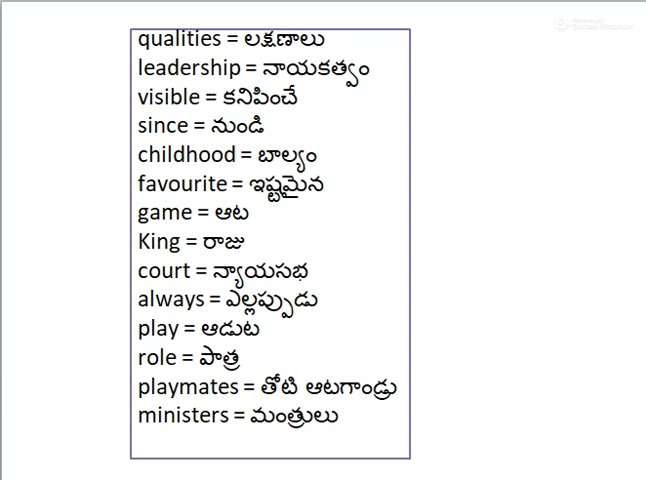 qualities = లక్షణాలు
leadership = నాయకత్వం
visible = కనిపించే
since = నుండి
childhood = బాల్యం
favourite = ఇష్టమైన
game = ఆట
King = రాజు
court = న్యాయసభ
always = ఎల్లప్పుడు
play = ఆడుట
role = పాత్ర
playmates = తోటి ఆటగాండ్రు
ministers = మంత్రులు